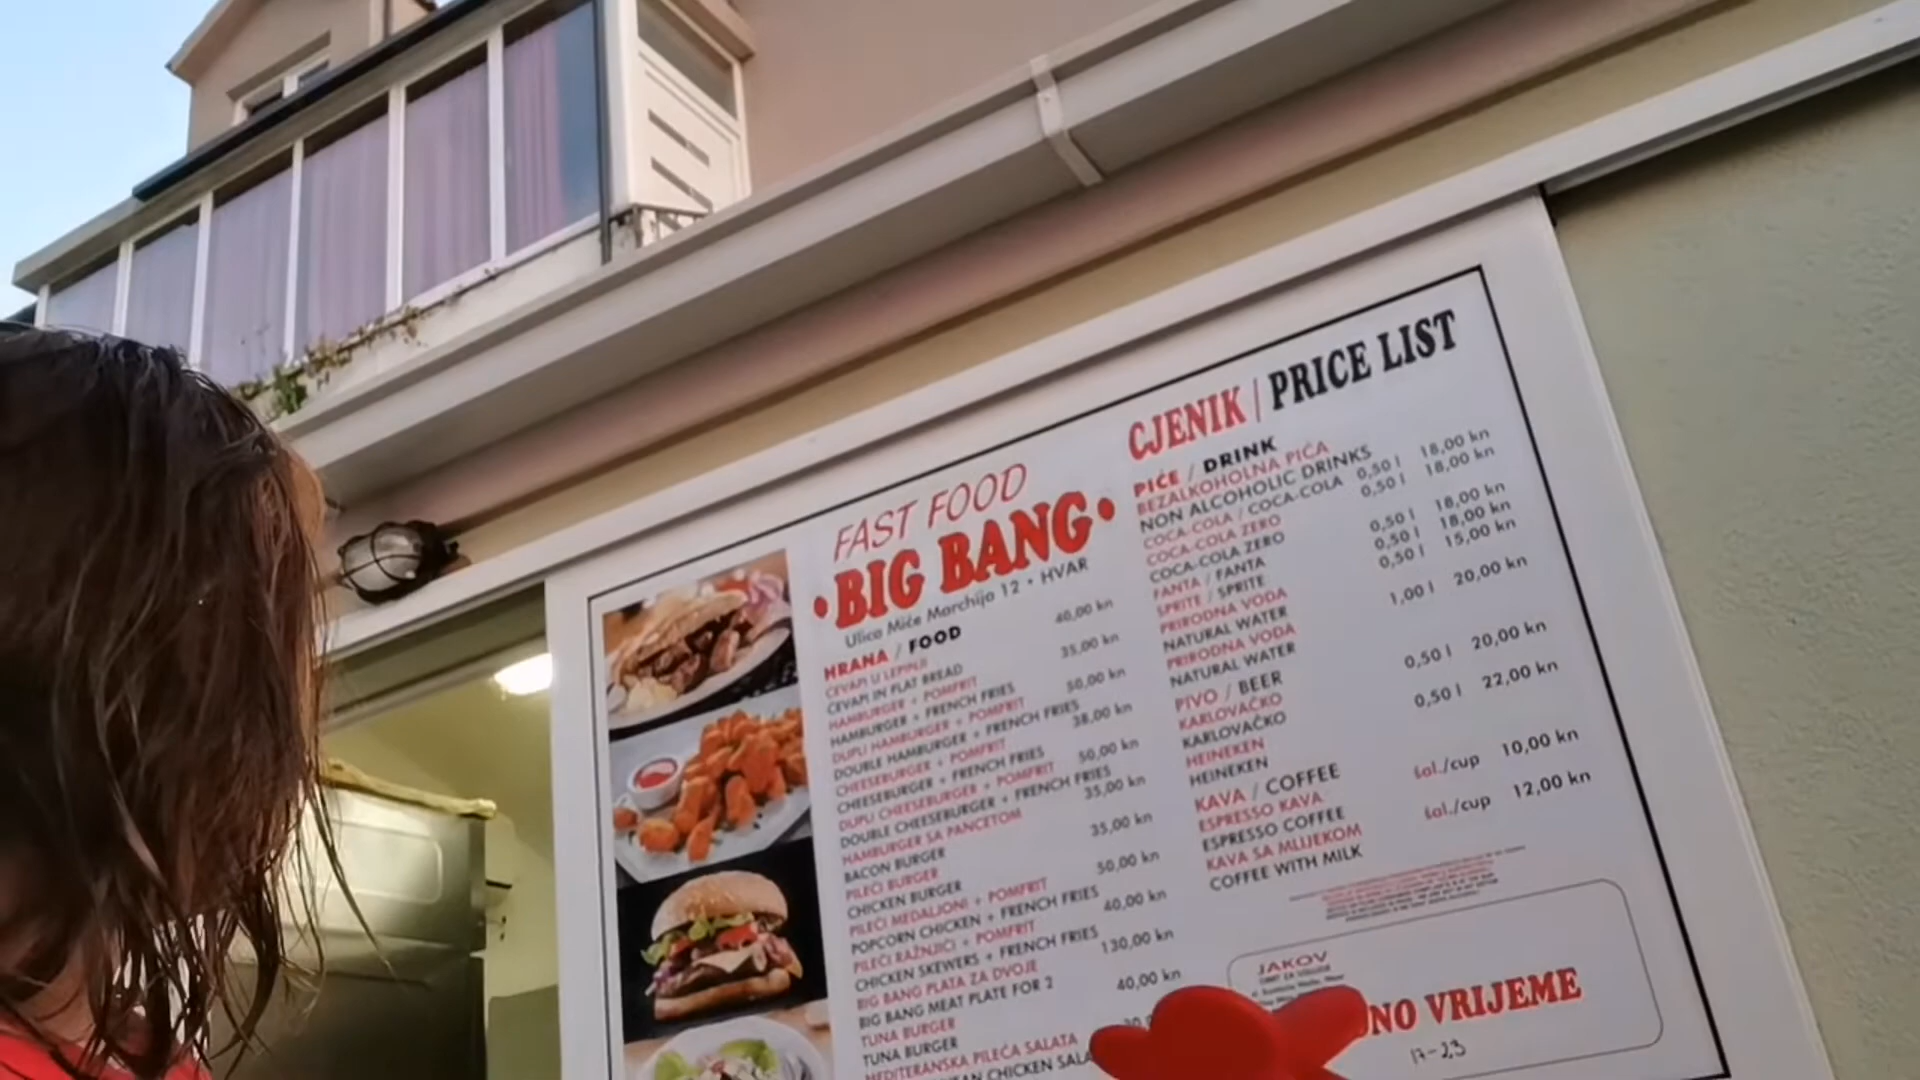 FAST FOOD
•BIG BANG•
Ulica Miće Marchija 12 • HVAR
HRANA / FOOD
ĆEVAPI U LEPINJI
ĆEVAPI IN FLAT BREAD 40,00 kn
HAMBURGER + POMFRIT
HAMBURGER + FRENCH FRIES 35,00 kn
DUPLI HAMBURGER + POMFRIT
DOUBLE HAMBURGER + FRENCH FRIES 50,00 kn
CHEESEBURGER + POMFRIT
CHEESEBURGER + FRENCH FRIES 38,00 kn
DUPLI CHEESEBURGER + POMFRIT
DOUBLE CHEESEBURGER + FRENCH FRIES 50,00 kn
HAMBURGER SA PANCETOM
BACON BURGER 35,00 kn
PILEĆI BURGER
CHICKEN BURGER 35,00 kn
PILEĆI MEDALJONI + POMFRIT
POPCORN CHICKEN + FRENCH FRIES 50,00 kn
PILEĆI RAŽNJIĆI + POMFRIT
CHICKEN SKEWERS + FRENCH FRIES 40,00 kn
BIG BANG PLATA ZA DVOJE
BIG BANG MEAT PLATE FOR 2 130,00 kn
TUNA BURGER
TUNA BURGER 40,00 kn
MEDITERANSKA PILEĆA SALATA
CHICKEN
CJENIK | PRICE LIST
PIĆE / DRINK
BEZALKOHOLNA PIĆA
NON ALCOHOLIC DRINKS
COCA-COLA / COCA-COLA 0,50 l 18,00 kn
COCA-COLA ZERO
COCA-COLA ZERO 0,50 l 18,00 kn
FANTA / FANTA 0,50 l 18,00 kn
SPRITE / SPRITE 0,50 l 18,00 kn
PRIRODNA VODA
NATURAL WATER 0,50 l 15,00 kn
PRIRODNA VODA
NATURAL WATER 1,00 l 20,00 kn
PIVO / BEER
KARLOVAČKO
KARLOVAČKO 0,50 l 20,00 kn
HEINEKEN
HEINEKEN 0,50 l 22,00 kn
KAVA / COFFEE
ESPRESSO KAVA
ESPRESSO COFFEE šal./cup 10,00 kn
KAVA SA MLIJEKOM
COFFEE WITH MILK šal./cup 12,00 kn
JAKOV
NO VRIJEME
17-23